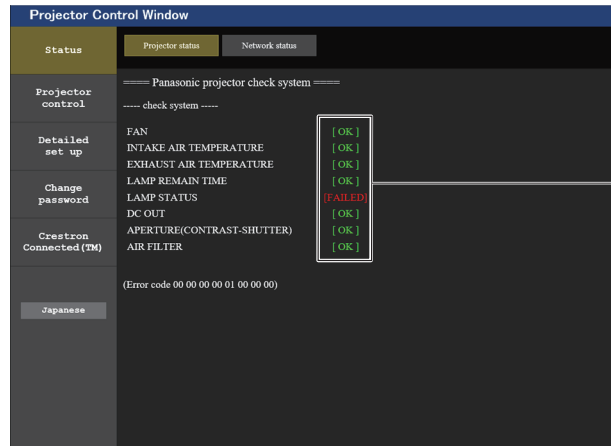 Projector Control Window
Status
Projector status
Network status
Projector
control
Detailed
set up
Change
password
Crestron
Connected(TM)
Japanese
==== Panasonic projector check system ====
----- check system -----
FAN [ OK ]
INTAKE AIR TEMPERATURE [ OK ]
EXHAUST AIR TEMPERATURE [ OK ]
LAMP REMAIN TIME [ OK ]
LAMP STATUS [FAILED]
DC OUT [ OK ]
APERTURE(CONTRAST-SHUTTER) [ OK ]
AIR FILTER [ OK ]
(Error code 00 00 00 00 01 00 00 00)